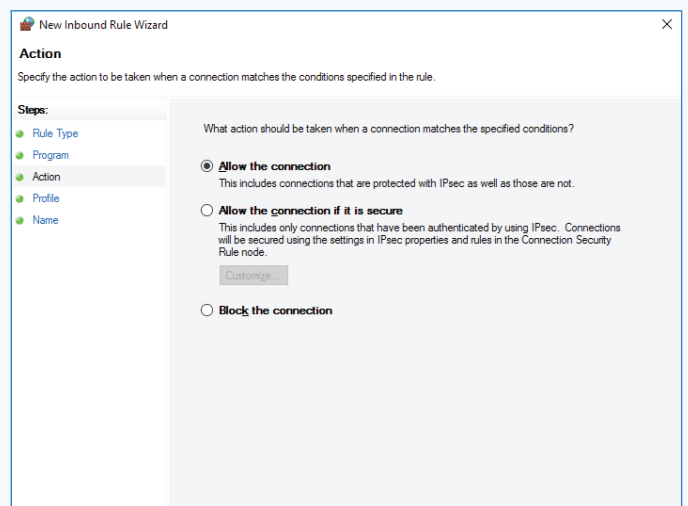 New Inbound Rule Wizard
Action
Specify the action to be taken when a connection matches the conditions specified in the rule.
Steps:
Rule Type
Program
Action
Profile
Name
What action should be taken when a connection matches the specified conditions?
Allow the connection
This includes connections that are protected with IPsec as well as those are not.
Allow the connection if it is secure
This includes only connections that have been authenticated by using IPsec. Connections
will be secured using the settings in IPsec properties and rules in the Connection Security
Rule node.
Customize...
Block the connection